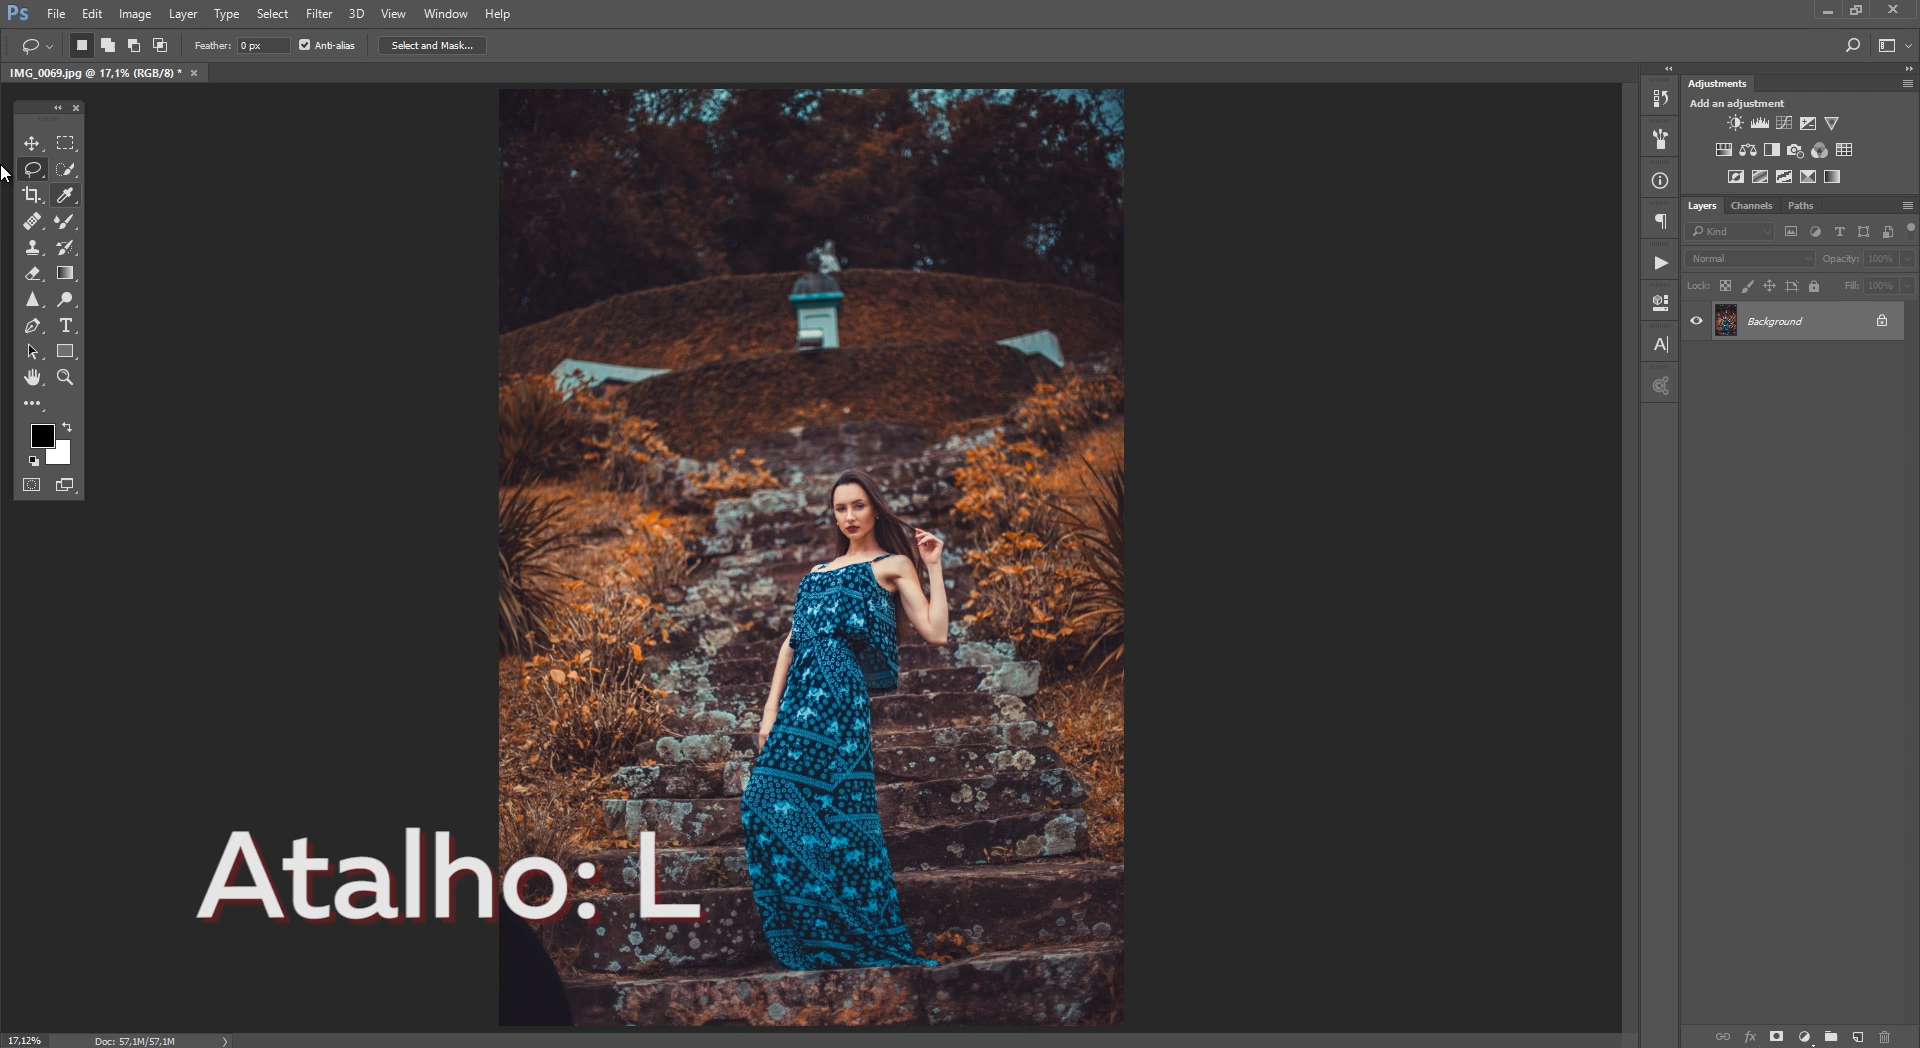 Ps File Edit Image Layer Type Select Filter 3D View Window Help
Feather: 0 px Anti-alias Select and Mask...
IMG_0069.jpg @ 17,1% (RGB/8) *
Adjustments
Add an adjustment
Layers Channels Paths
Kind
Normal Opacity: 100%
Lock: Fill: 100%
Background
Atalho: L
17,12% Doc: 57,1M/57,1M